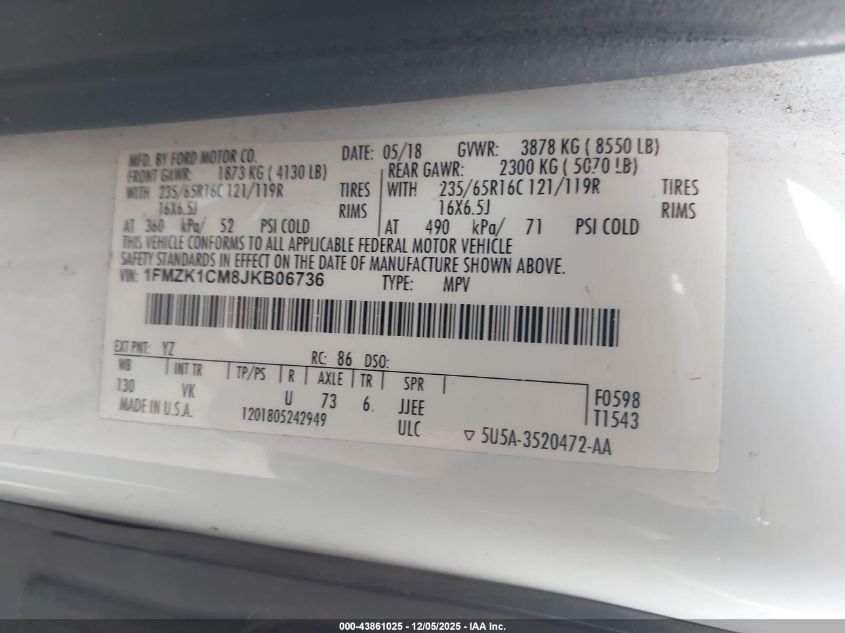 MFD. BY FORD MOTOR CO. DATE: 05/18 GVWR: 3878 KG ( 8550 LB)
FRONT GAWR: 1873 KG ( 4130 LB) REAR GAWR: 2300 KG ( 5070 LB)
WITH 235/65R16C 121/119R TIRES WITH 235/65R16C 121/119R TIRES
16X6.5J RIMS 16X6.5J RIMS
AT 360 kPa/ 52 PSI COLD AT 490 kPa/ 71 PSI COLD
THIS VEHICLE CONFORMS TO ALL APPLICABLE FEDERAL MOTOR VEHICLE
SAFETY STANDARDS IN EFFECT ON THE DATE OF MANUFACTURE SHOWN ABOVE.
VIN: 1FMZK1CM8JKB06736 TYPE: MPV
EXT PNT: YZ RC: 86 DSO:
WB INT TR TP/PS R AXLE TR SPR
130 VK U 73 6. JJEE F0598
MADE IN U.S.A. 1201805242949 ULC T1543
▽ 5U5A-3520472-AA
000-43861025 - 12/05/2025 - IAA Inc.